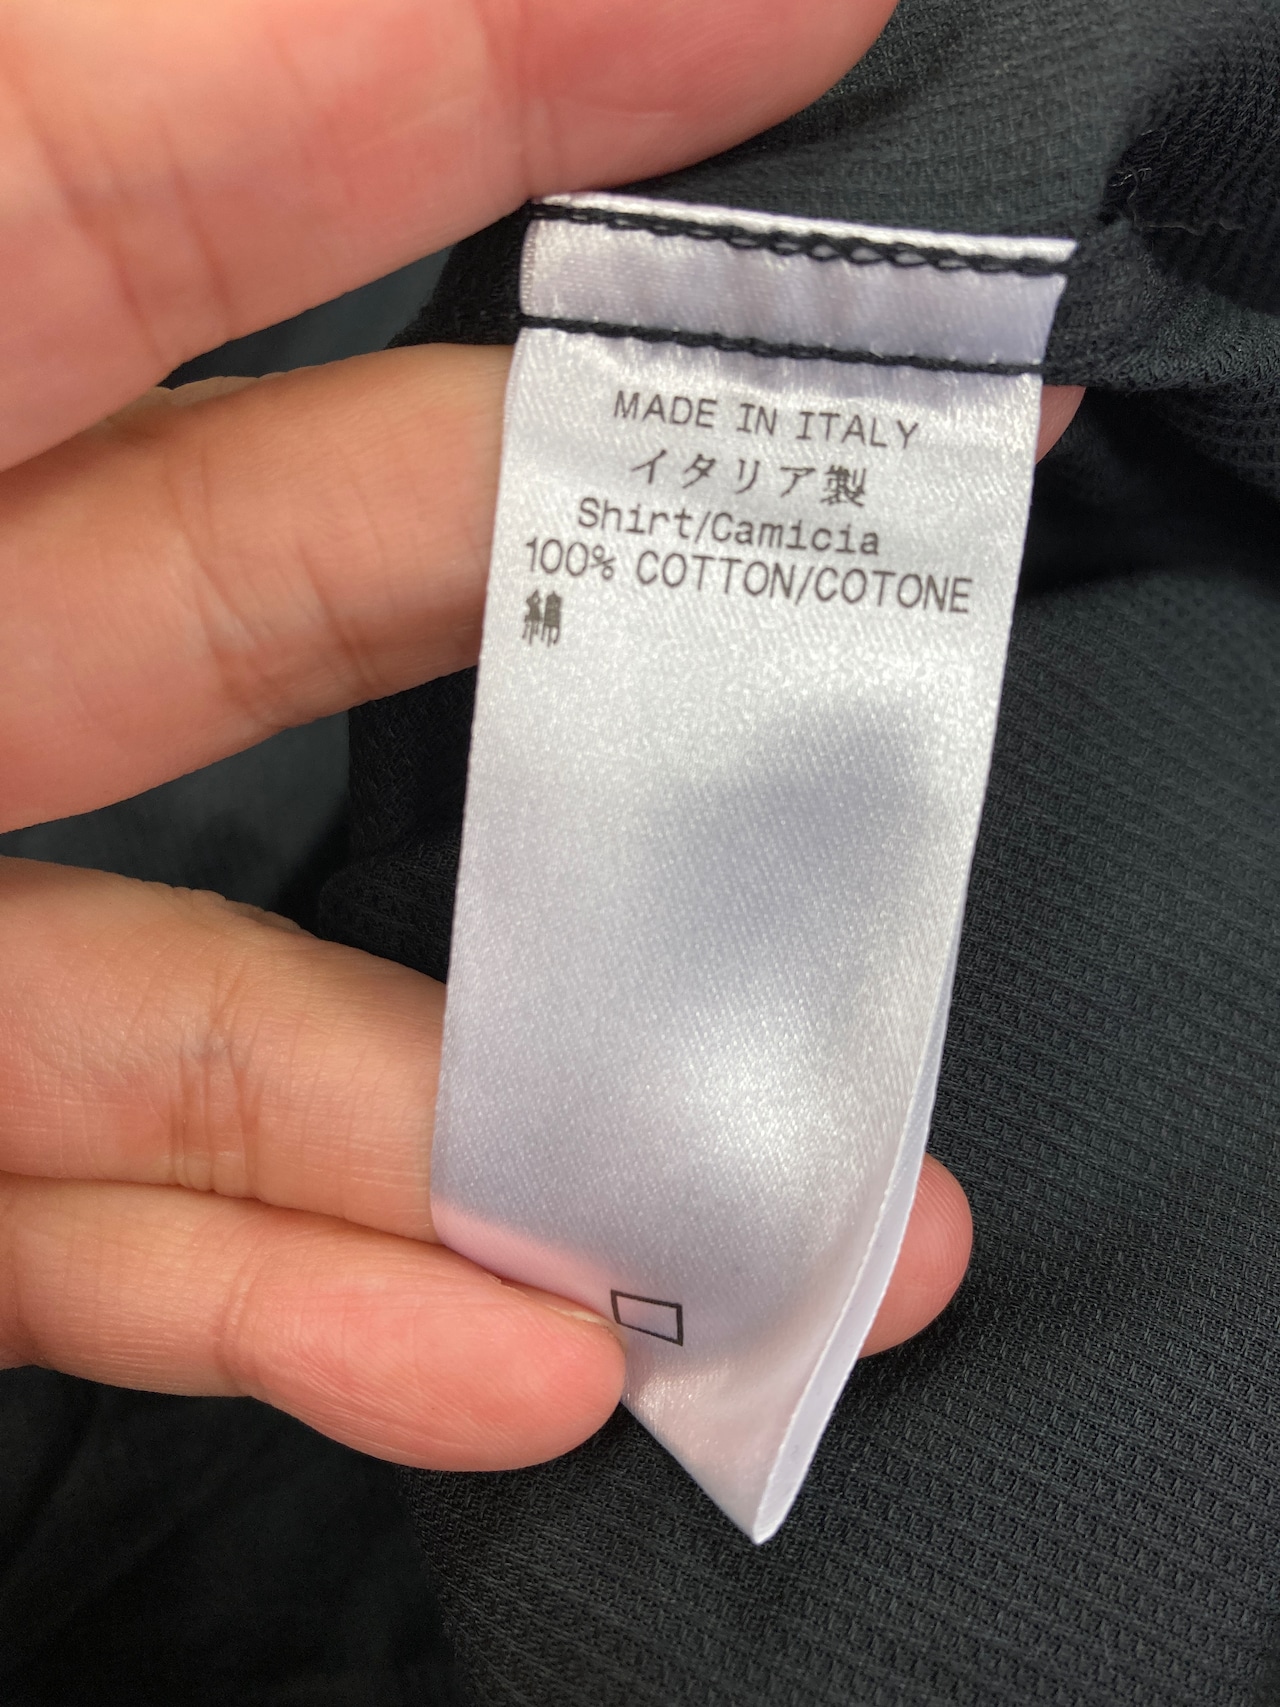 MADE IN ITALY
イタリア製
Shirt/Camicia
100% COTTON/COTONE
綿